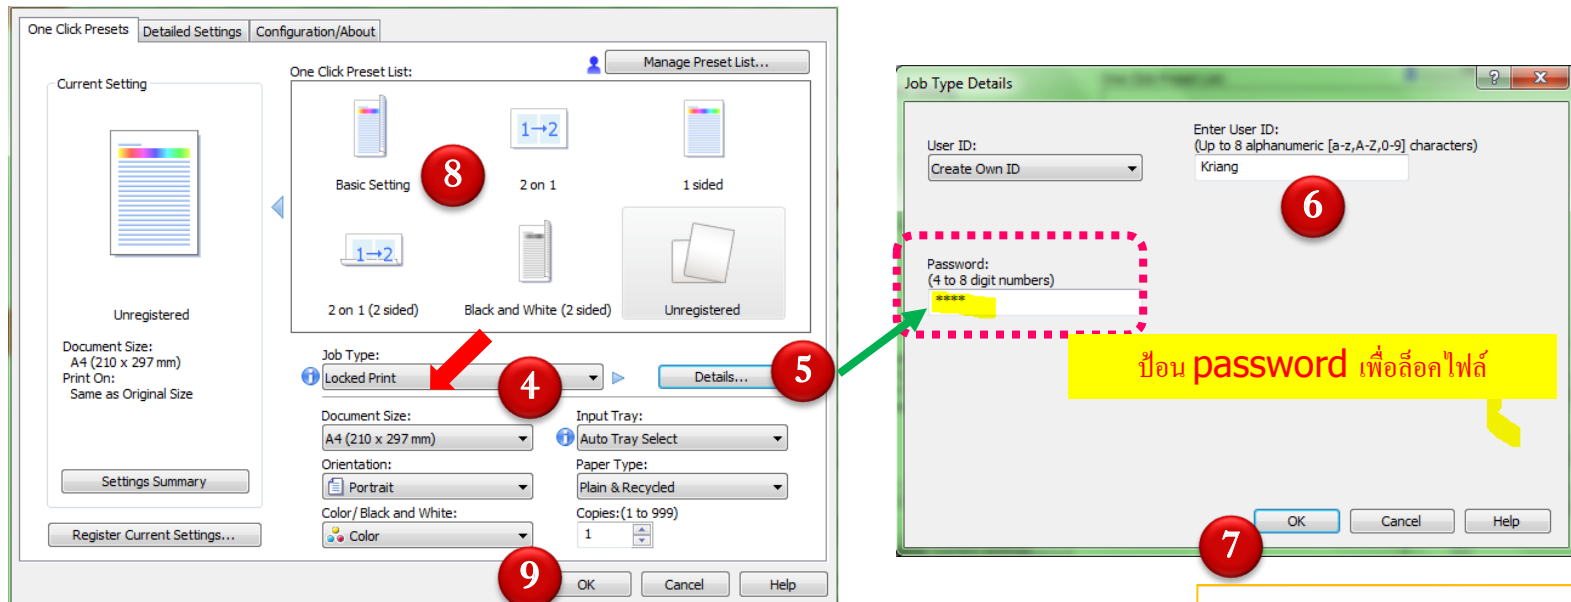 One Click Presets
Detailed Settings
Configuration/About
Current Setting
Unregistered
Document Size:
A4 (210 x 297 mm)
Print On:
Same as Original Size
Settings Summary
Register Current Settings...
One Click Preset List:
Manage Preset List...
1→2
Basic Setting
8
2 on 1
1 sided
1→2
2 on 1 (2 sided)
Black and White (2 sided)
Unregistered
Job Type:
Locked Print
4
Details...
5
Document Size:
A4 (210 x 297 mm)
Input Tray:
Auto Tray Select
Orientation:
Portrait
Paper Type:
Plain & Recycled
Color/ Black and White:
Color
Copies:(1 to 999)
1
9
OK
Cancel
Help
Job Type Details
User ID:
Create Own ID
Enter User ID:
(Up to 8 alphanumeric [a-z,A-Z,0-9] characters)
Kriang
6
Password:
(4 to 8 digit numbers)
****
ป้อน password เพื่อล็อคไฟล์
OK
Cancel
Help
7